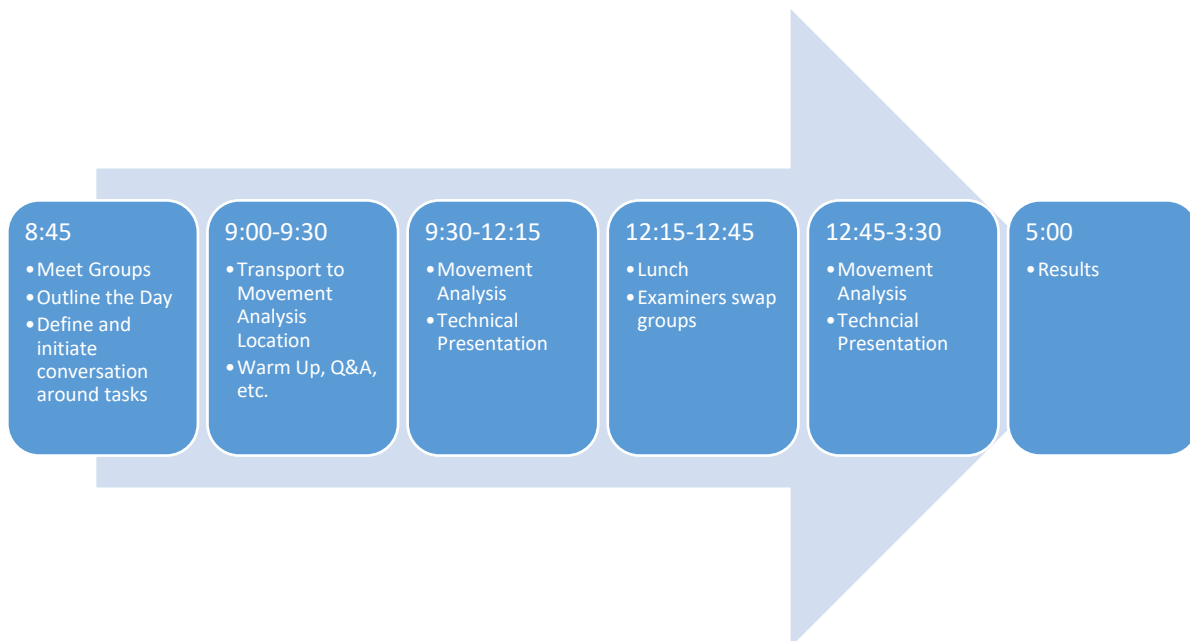 8:45
•Meet Groups
•Outline the Day
•Define and
initiate
conversation
around tasks
9:00-9:30
•Transport to
Movement
Analysis
Location
•Warm Up, Q&A,
etc.
9:30-12:15
•Movement
Analysis
•Technical
Presentation
12:15-12:45
•Lunch
•Examiners swap
groups
12:45-3:30
•Movement
Analysis
•Techncial
Presentation
5:00
•Results